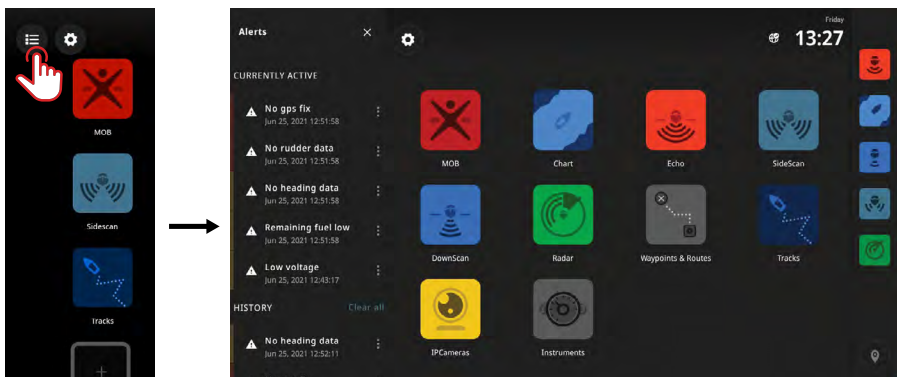 MOB
Sidescan
Tracks
+
Alerts
×
Friday
13:27
CURRENTLY ACTIVE
No gps fix
Jun 25, 2021 12:51:58
No rudder data
Jun 25, 2021 12:51:58
No heading data
Jun 25, 2021 12:51:58
Remaining fuel low
Jun 25, 2021 12:51:58
Low voltage
Jun 25, 2021 12:43:17
HISTORY Clear all
No heading data
Jun 25, 2021 12:52:11
MOB Chart Echo SideScan
DownScan Radar Waypoints & Routes Tracks
IPCameras Instruments